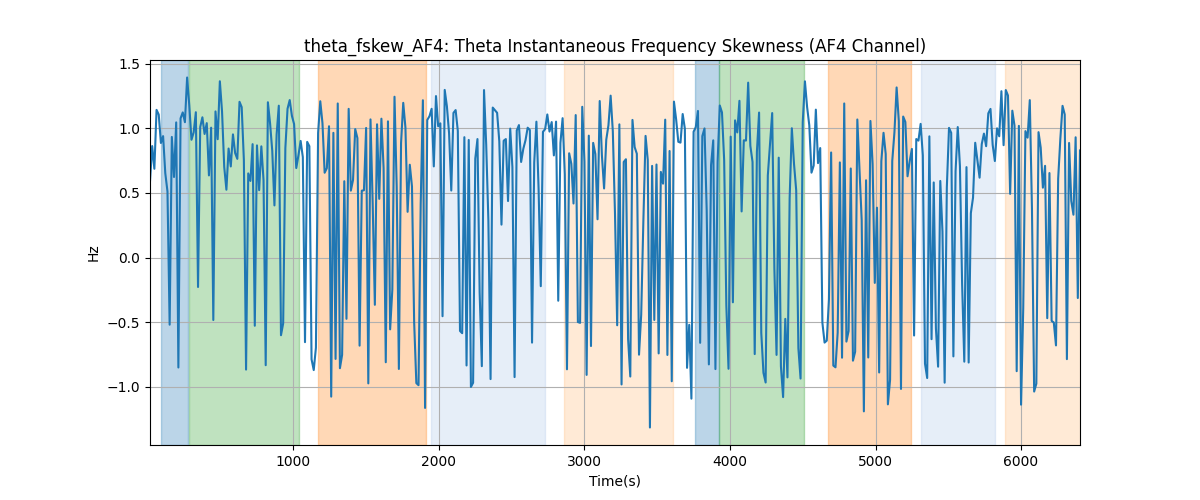 theta_fskew_AF4: Theta Instantaneous Frequency Skewness (AF4 Channel)
1.5
1.0
0.5
0.0
−0.5
−1.0
Hz
1000 2000 3000 4000 5000 6000
Time(s)